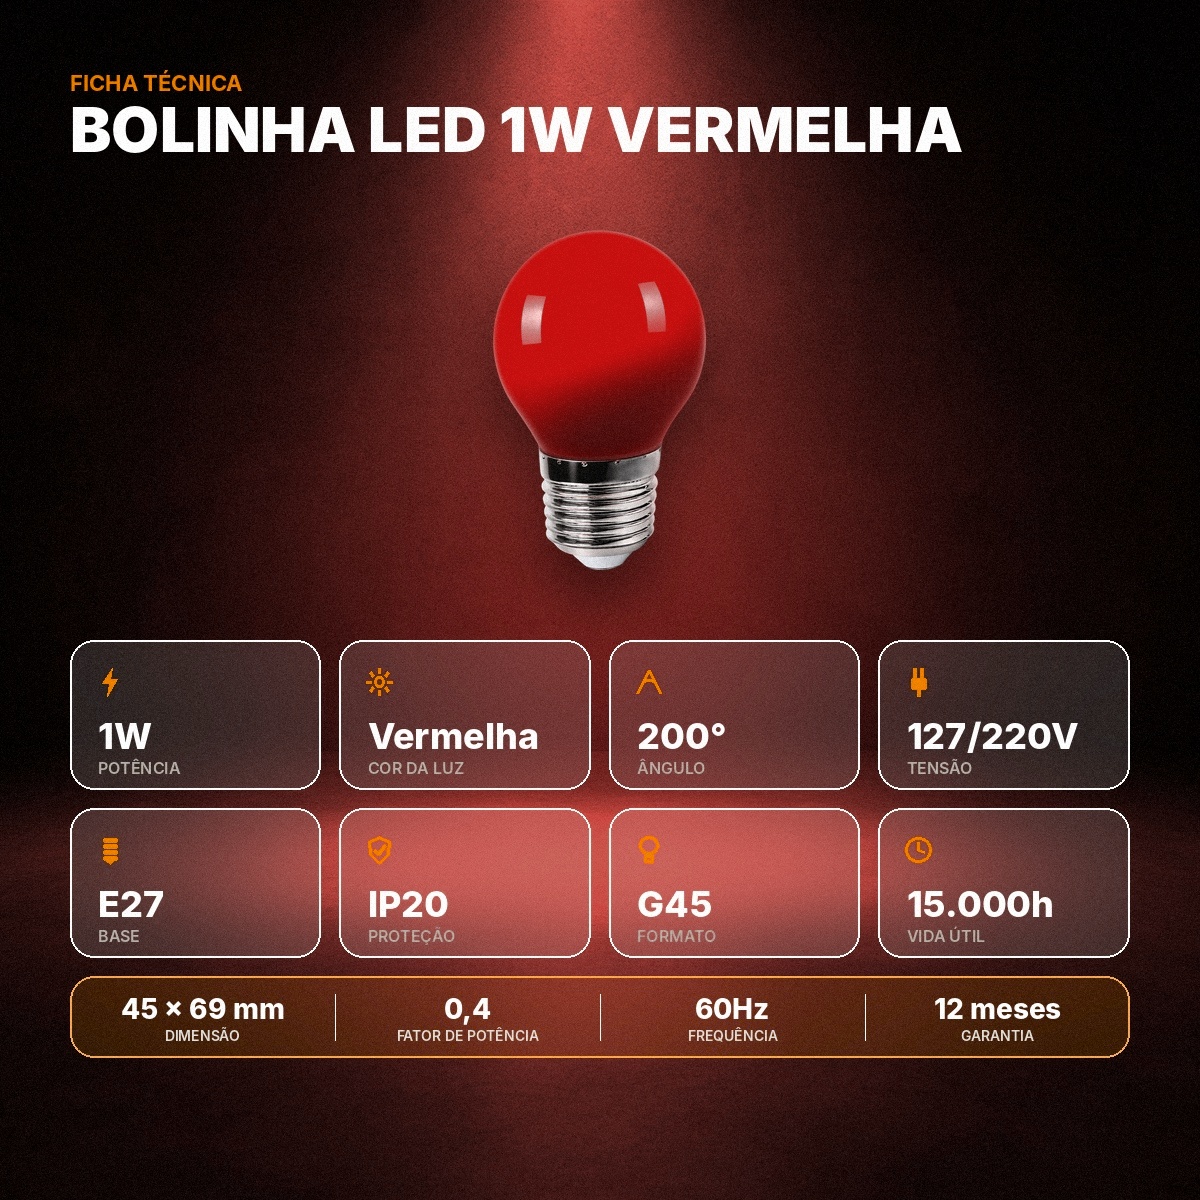 FICHA TÉCNICA
BOLINHA LED 1W VERMELHA
1W
POTÊNCIA
Vermelha
COR DA LUZ
200°
ÂNGULO
127/220V
TENSÃO
E27
BASE
IP20
PROTEÇÃO
G45
FORMATO
15.000h
VIDA ÚTIL
45 × 69 mm
DIMENSÃO
0,4
FATOR DE POTÊNCIA
60Hz
FREQUÊNCIA
12 meses
GARANTIA